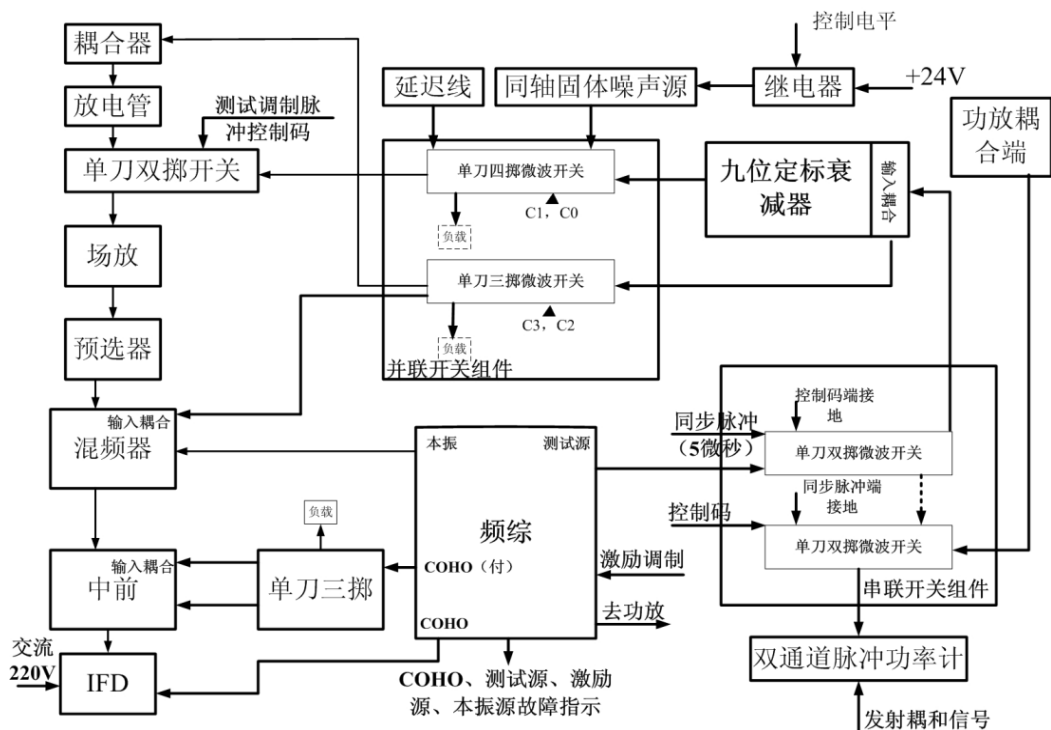 控制电平
耦合器
延迟线
同轴固体噪声源
继电器
+24V
放电管
测试调制脉
冲控制码
功放耦
合端
单刀双掷开关
单刀四掷微波开关
九位定标衰
减器
输入耦合
C1，C0
负载
场放
单刀三掷微波开关
C3，C2
负载
并联开关组件
预选器
输入耦合
混频器
本振
测试源
频综
COHO（付）
COHO
同步脉冲
（5微秒）
控制码端接
地
单刀双掷微波开关
同步脉冲端
接地
控制码
单刀双掷微波开关
串联开关组件
负载
输入耦合
中前
单刀三掷
激励调制
去功放
交流
220V
IFD
COHO、测试源、激励
源、本振源故障指示
双通道脉冲功率计
发射耦和信号